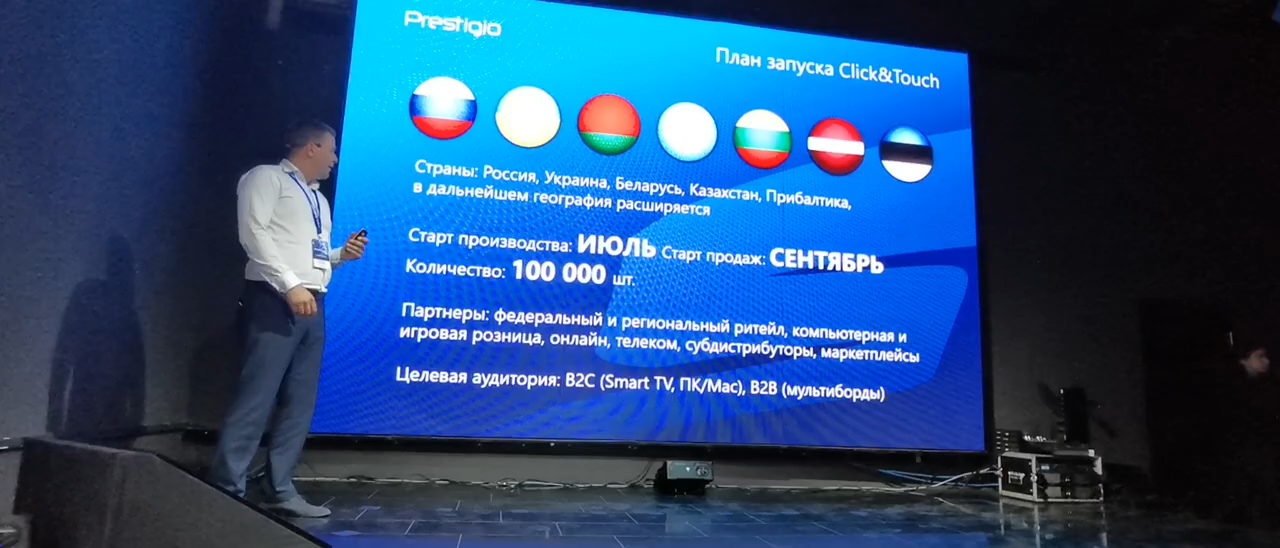 Prestigio
План запуска Click&Touch
Страны: Россия, Украина, Беларусь, Казахстан, Прибалтика,
в дальнейшем география расширяется
Старт производства: ИЮЛЬ Старт продаж: СЕНТЯБРЬ
Количество: 100 000 шт.
Партнеры: федеральный и региональный ритейл, компьютерная и
игровая розница, онлайн, телеком, субдистрибуторы, маркетплейсы
Целевая аудитория: B2C (Smart TV, ПК/Mac), B2B (мультиборды)